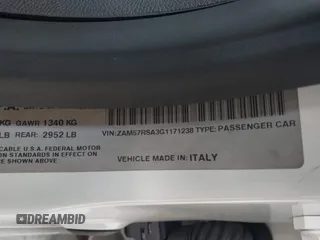 KG GAWR 1340 KG
LB REAR: 2952 LB
VIN:ZAM57RSA3G1171238 TYPE: PASSENGER CAR
CABLE U.S.A. FEDERAL MOTOR
ON STANDARDS IN EFFECT ON
SHOWN ABOVE
VEHICLE MADE IN: ITALY
DREAMBID